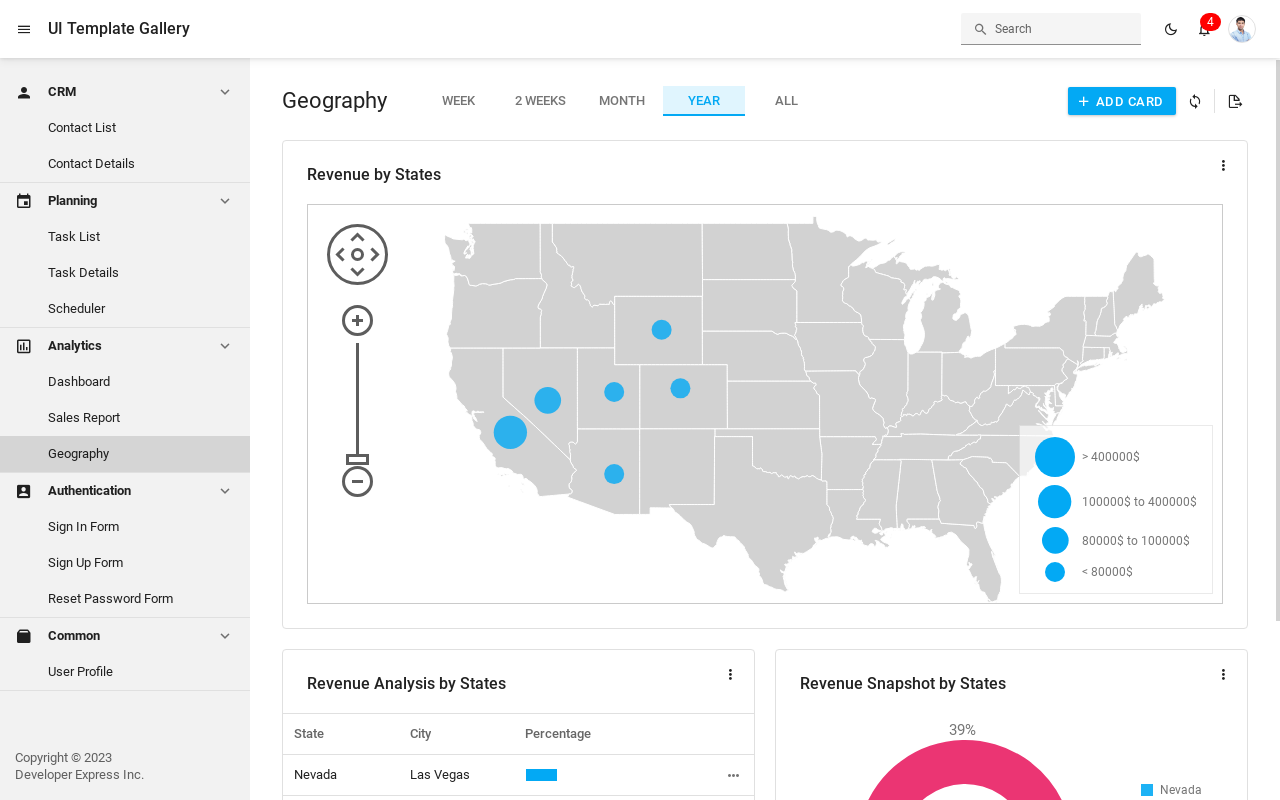 UI Template Gallery
Search
4
CRM
Contact List
Contact Details
Planning
Task List
Task Details
Scheduler
Analytics
Dashboard
Sales Report
Geography
Authentication
Sign In Form
Sign Up Form
Reset Password Form
Common
User Profile
Copyright © 2023
Developer Express Inc.
Geography
WEEK
2 WEEKS
MONTH
YEAR
ALL
ADD CARD
Revenue by States
> 400000$
100000$ to 400000$
80000$ to 100000$
< 80000$
Revenue Analysis by States
State City Percentage
Nevada Las Vegas
Revenue Snapshot by States
39%
Nevada